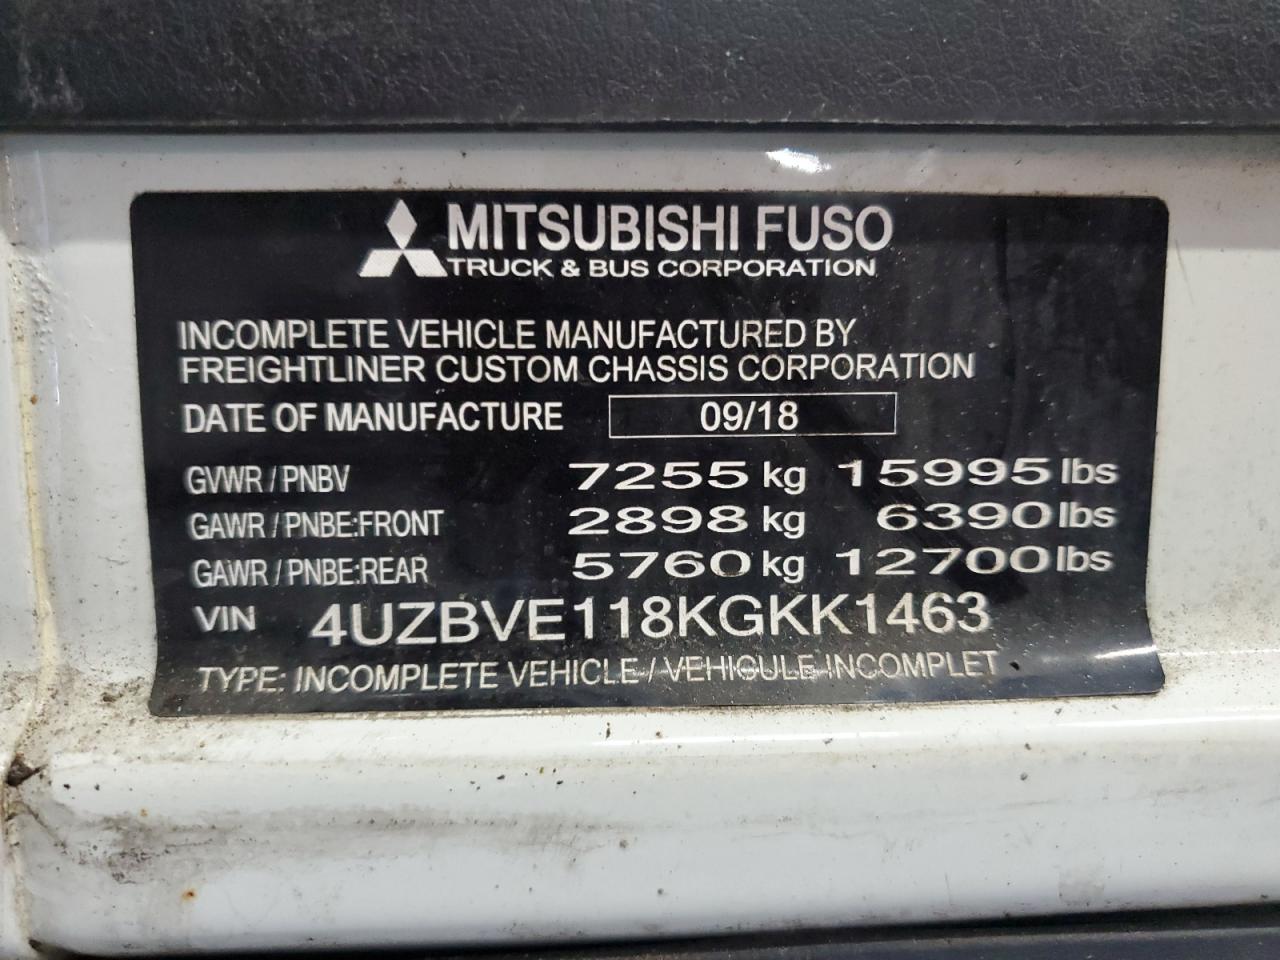 MITSUBISHI FUSO
TRUCK & BUS CORPORATION
INCOMPLETE VEHICLE MANUFACTURED BY
FREIGHTLINER CUSTOM CHASSIS CORPORATION
DATE OF MANUFACTURE 09/18
GVWR / PNBV 7255 kg 15995 lbs
GAWR / PNBE:FRONT 2898 kg 6390 lbs
GAWR / PNBE:REAR 5760 kg 12700 lbs
VIN 4UZBVE118KGKK1463
TYPE: INCOMPLETE VEHICLE / VEHICULE INCOMPLET